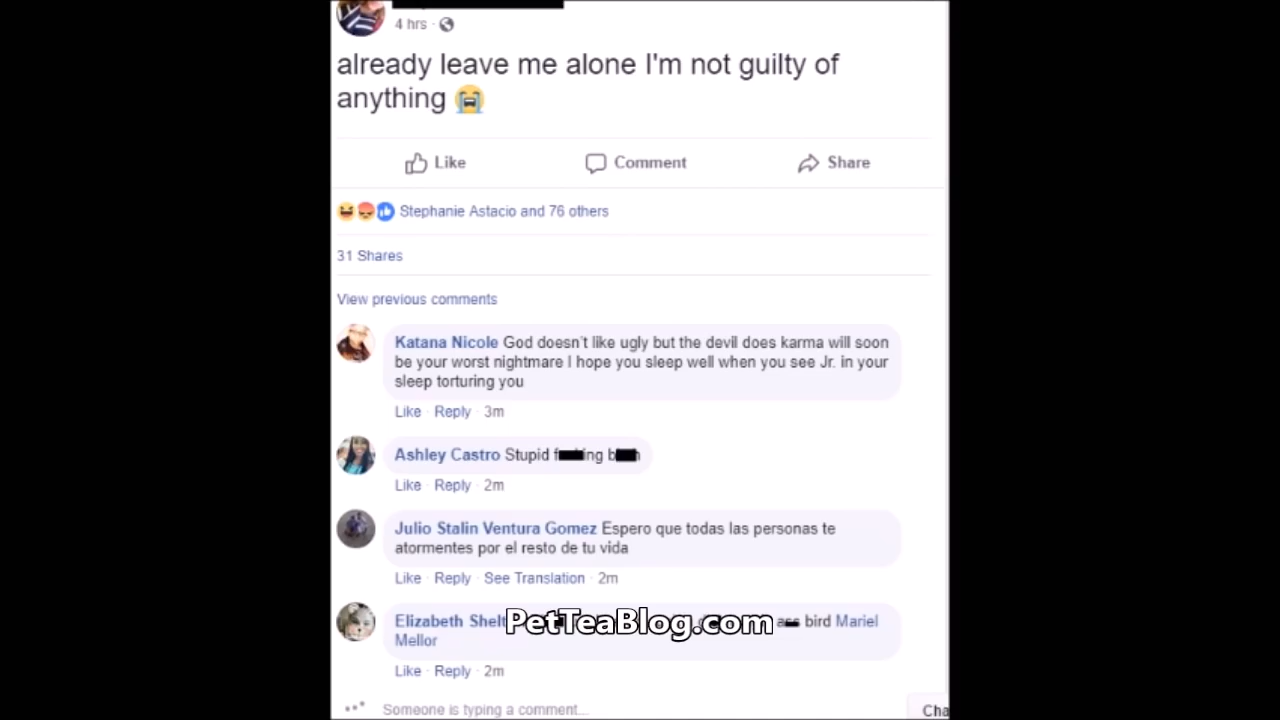 4 hrs ·
already leave me alone I'm not guilty of
anything
Like Comment Share
Stephanie Astacio and 76 others
31 Shares
View previous comments
Katana Nicole God doesn't like ugly but the devil does karma will soon
be your worst nightmare I hope you sleep well when you see Jr. in your
sleep torturing you
Like · Reply · 3m
Ashley Castro Stupid f ing b h
Like · Reply · 2m
Julio Stalin Ventura Gomez Espero que todas las personas te
atormentes por el resto de tu vida
Like · Reply · See Translation · 2m
Elizabeth Shelt PetTeaBlog.com ass bird Mariel
Mellor
Like · Reply · 2m
Someone is typing a comment...
Cha